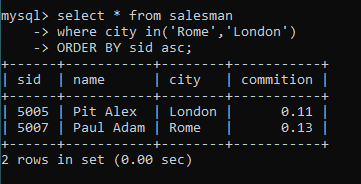 mysql> select * from salesman
    -> where city in('Rome','London')
    -> ORDER BY sid asc;
+------+-----------+--------+-----------+
| sid  | name      | city   | commition |
+------+-----------+--------+-----------+
| 5005 | Pit Alex  | London |      0.11 |
| 5007 | Paul Adam | Rome   |      0.13 |
+------+-----------+--------+-----------+
2 rows in set (0.00 sec)